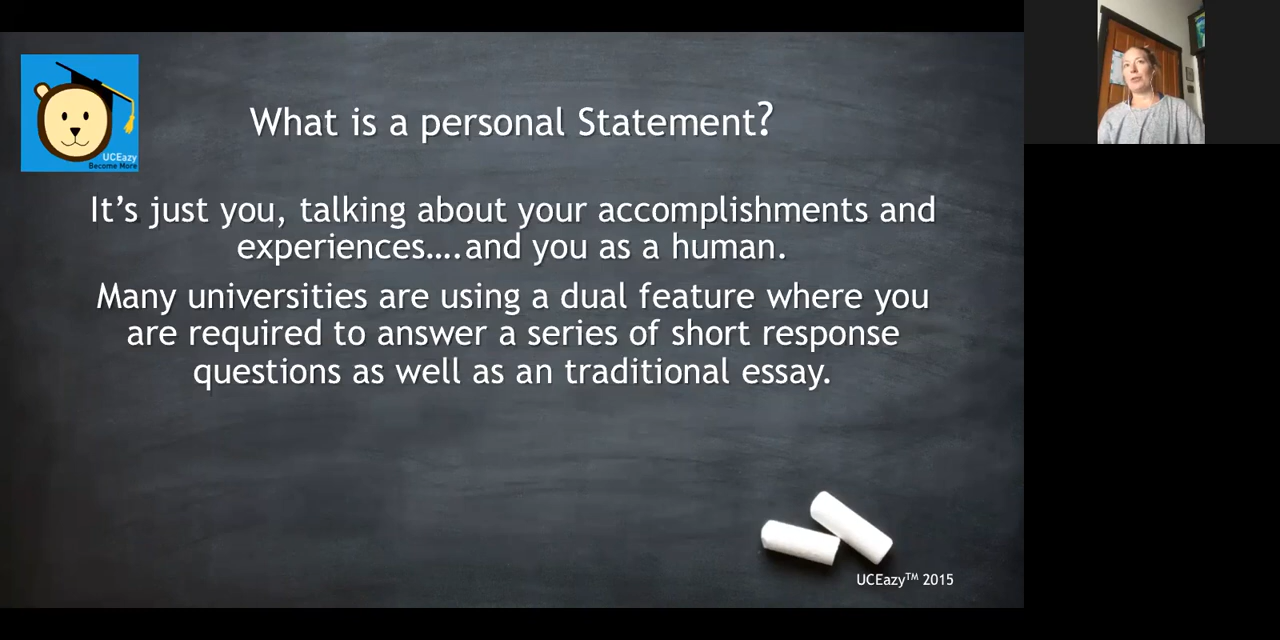 UCEazy
Become More
What is a personal Statement?
It’s just you, talking about your accomplishments and
experiences….and you as a human.
Many universities are using a dual feature where you
are required to answer a series of short response
questions as well as an traditional essay.
UCEazy™ 2015